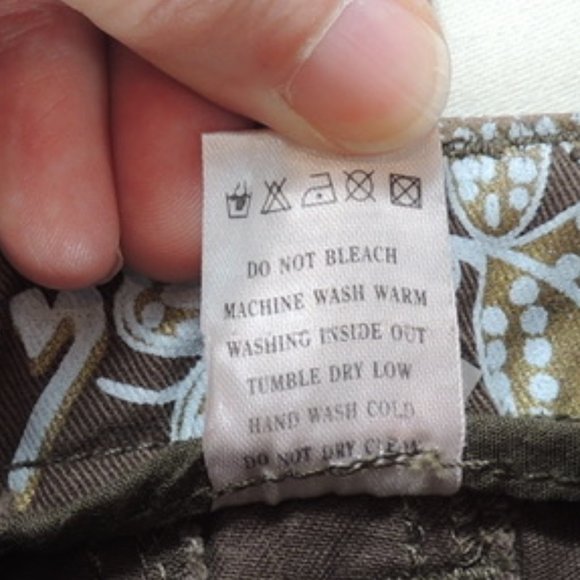 DO NOT BLEACH
MACHINE WASH WARM
WASHING INSIDE OUT
TUMBLE DRY LOW
HAND WASH COLD
DO NOT DRY CLEAN